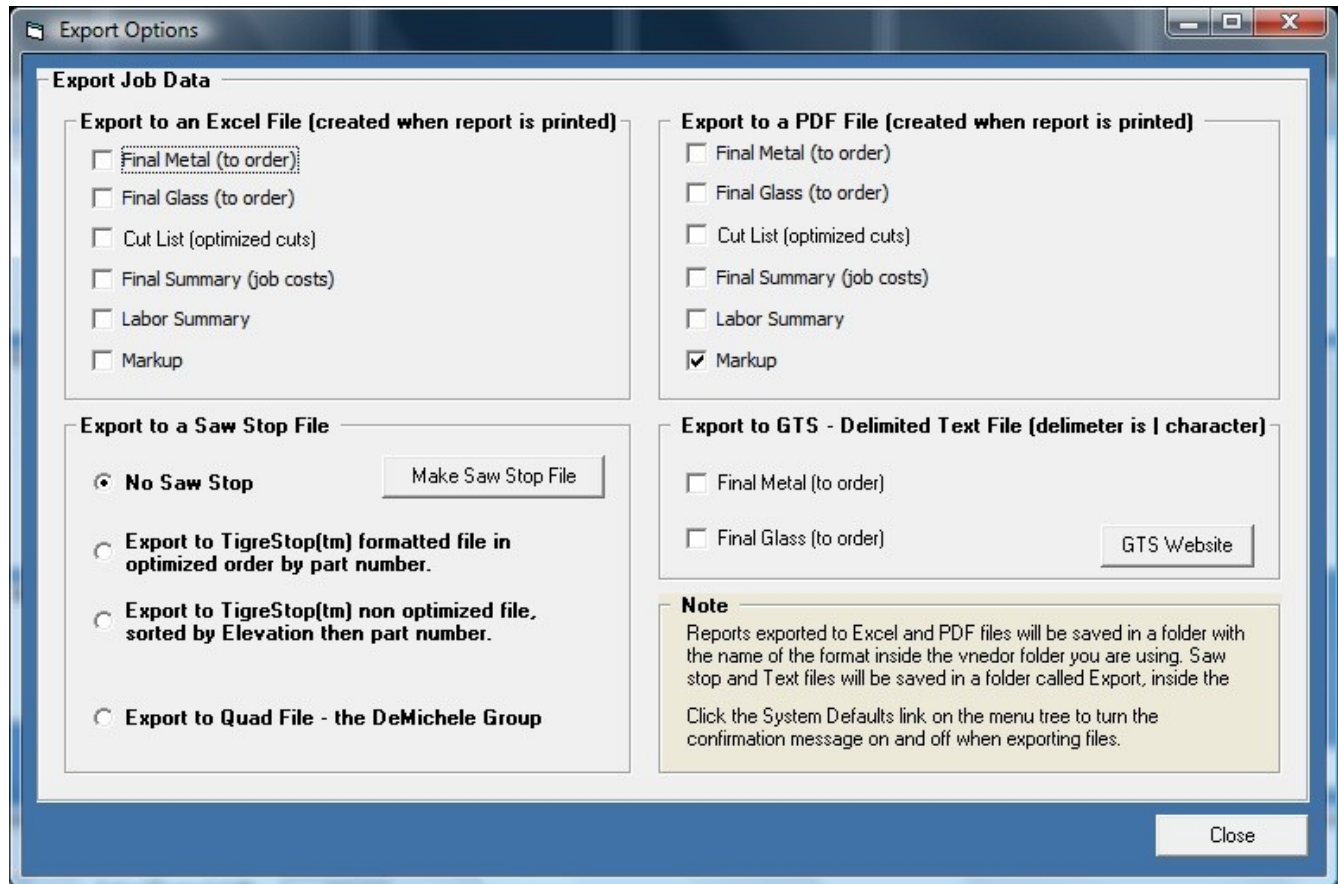 Export Options
Export Job Data
Export to an Excel File (created when report is printed)
Final Metal (to order)
Final Glass (to order)
Cut List (optimized cuts)
Final Summary (job costs)
Labor Summary
Markup
Export to a PDF File (created when report is printed)
Final Metal (to order)
Final Glass (to order)
Cut List (optimized cuts)
Final Summary (job costs)
Labor Summary
Markup
Export to a Saw Stop File
No Saw Stop
Make Saw Stop File
Export to TigreStop(tm) formatted file in
optimized order by part number.
Export to TigreStop(tm) non optimized file,
sorted by Elevation then part number.
Export to Quad File - the DeMichele Group
Export to GTS - Delimited Text File (delimeter is | character)
Final Metal (to order)
Final Glass (to order)
GTS Website
Note
Reports exported to Excel and PDF files will be saved in a folder with
the name of the format inside the vnedor folder you are using. Saw
stop and Text files will be saved in a folder called Export, inside the
Click the System Defaults link on the menu tree to turn the
confirmation message on and off when exporting files.
Close